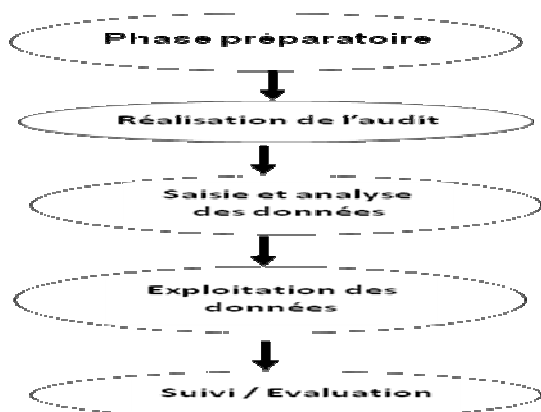 Phase préparatoire
Réalisation de l'audit
Saisie et analyse
des données
Exploitation des
données
Suivi / Evaluation